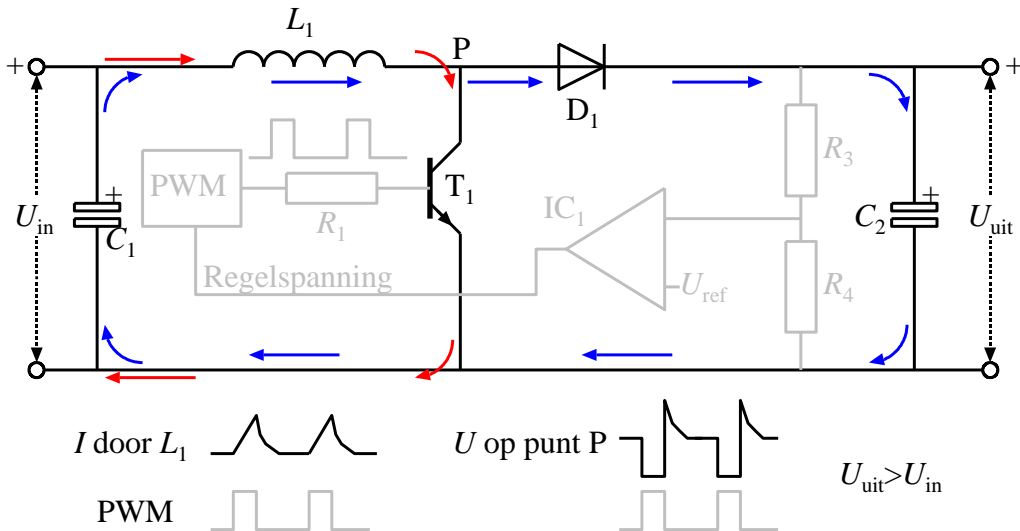 L1
P
+
+
D1
PWM
R1
T1
IC1
R3
+
C1
Uin
+
C2
Uuit
Regelspanning
Uref
R4
I door L1
U op punt P
Uuit>Uin
PWM